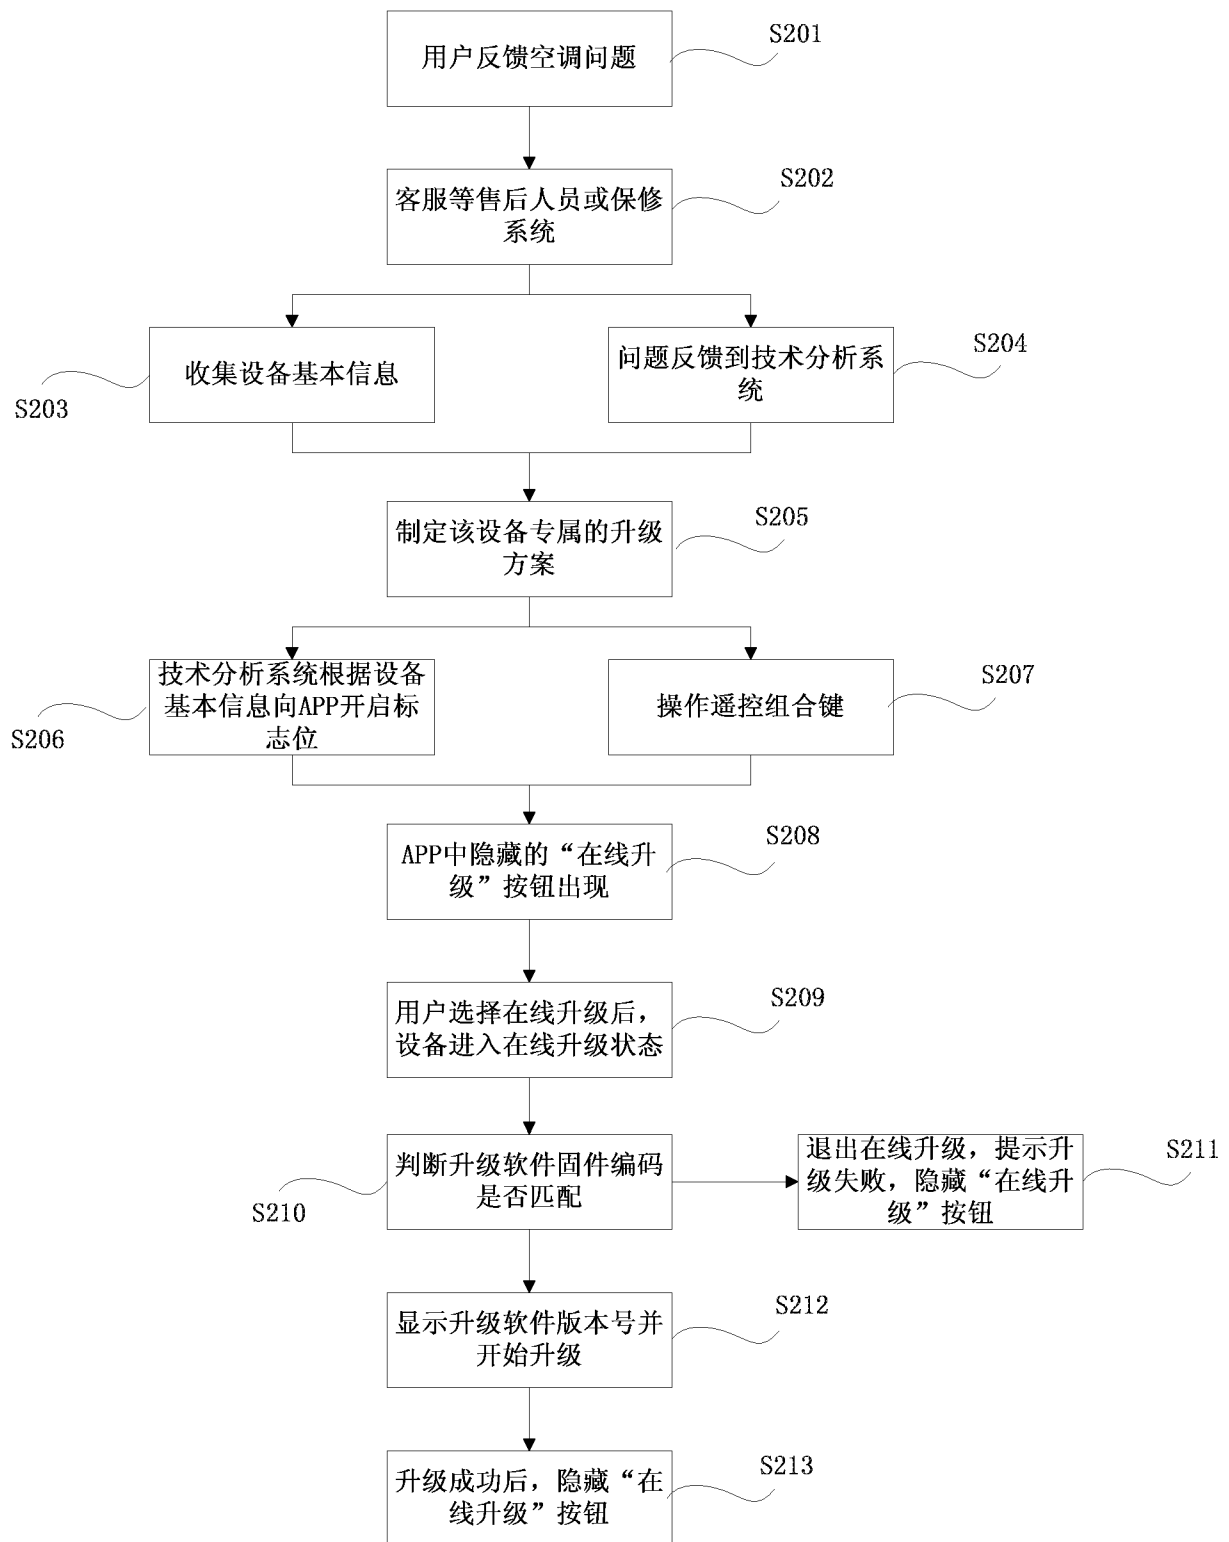 S201
用户反馈空调问题
S202
客服等售后人员或保修
系统
收集设备基本信息
S203
问题反馈到技术分析系
统
S204
制定该设备专属的升级
方案
S205
技术分析系统根据设备
基本信息向APP开启标
志位
S206
操作遥控组合键
S207
APP中隐藏的“在线升
级”按钮出现
S208
用户选择在线升级后，
设备进入在线升级状态
S209
判断升级软件固件编码
是否匹配
S210
退出在线升级，提示升
级失败，隐藏“在线升
级”按钮
S211
显示升级软件版本号并
开始升级
S212
升级成功后，隐藏“在
线升级”按钮
S213